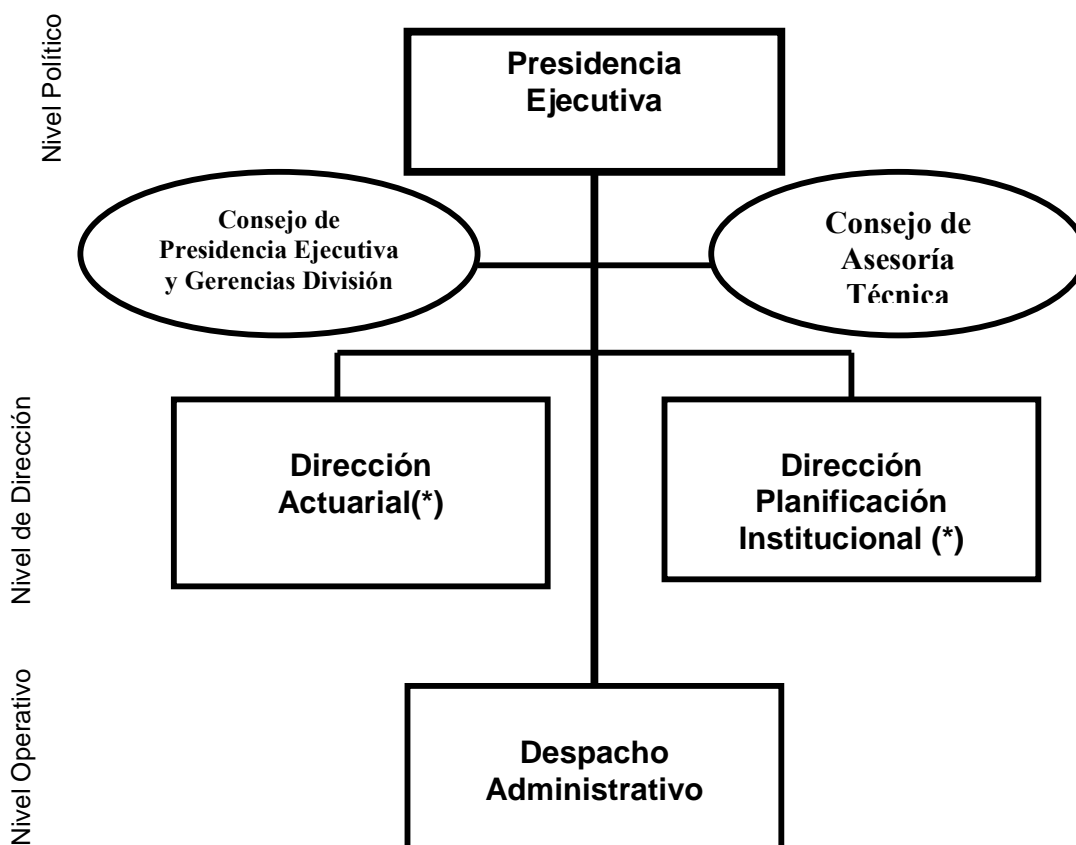 Nivel Político
Presidencia
Ejecutiva
Consejo de
Presidencia Ejecutiva
y Gerencias División
Consejo de
Asesoría
Técnica
Nivel de Dirección
Dirección
Actuarial(*)
Dirección
Planificación
Institucional (*)
Nivel Operativo
Despacho
Administrativo